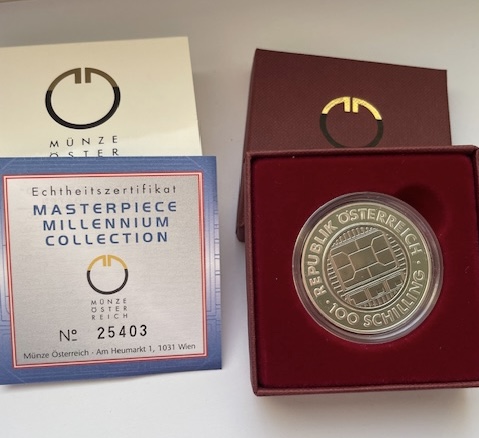 MÜNZE
ÖSTER
Echtheitszertifikat
MASTERPIECE
MILLENNIUM
COLLECTION
MÜNZE
ÖSTER
REICH
No 25403
Münze Österreich - Am Heumarkt 1, 1031 Wien
REPUBLIK ÖSTERREICH
· 100 SCHILLING ·